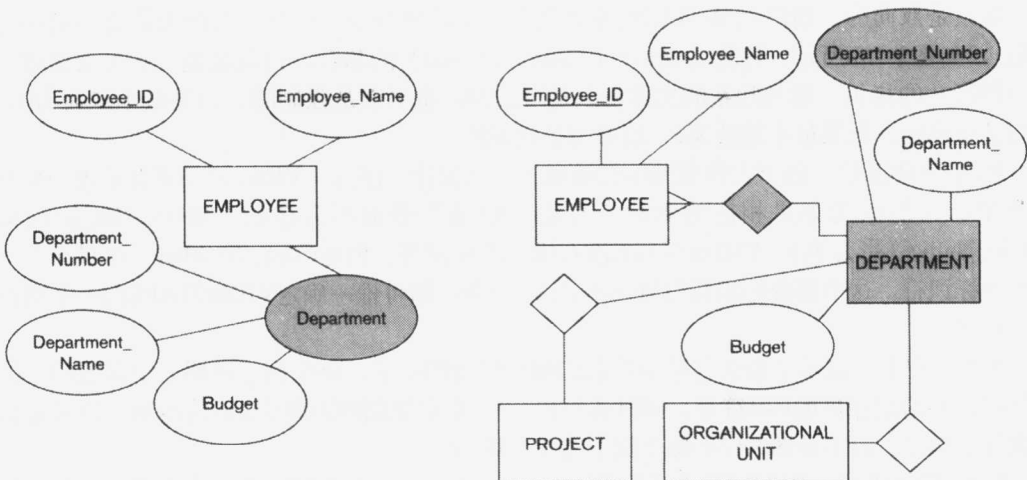 Employee_ID
Employee_Name
EMPLOYEE
Department_
Number
Department
Department_
Name
Budget
Employee_Name
Department_Number
Employee_ID
Department_
Name
EMPLOYEE
DEPARTMENT
Budget
PROJECT
ORGANIZATIONAL
UNIT